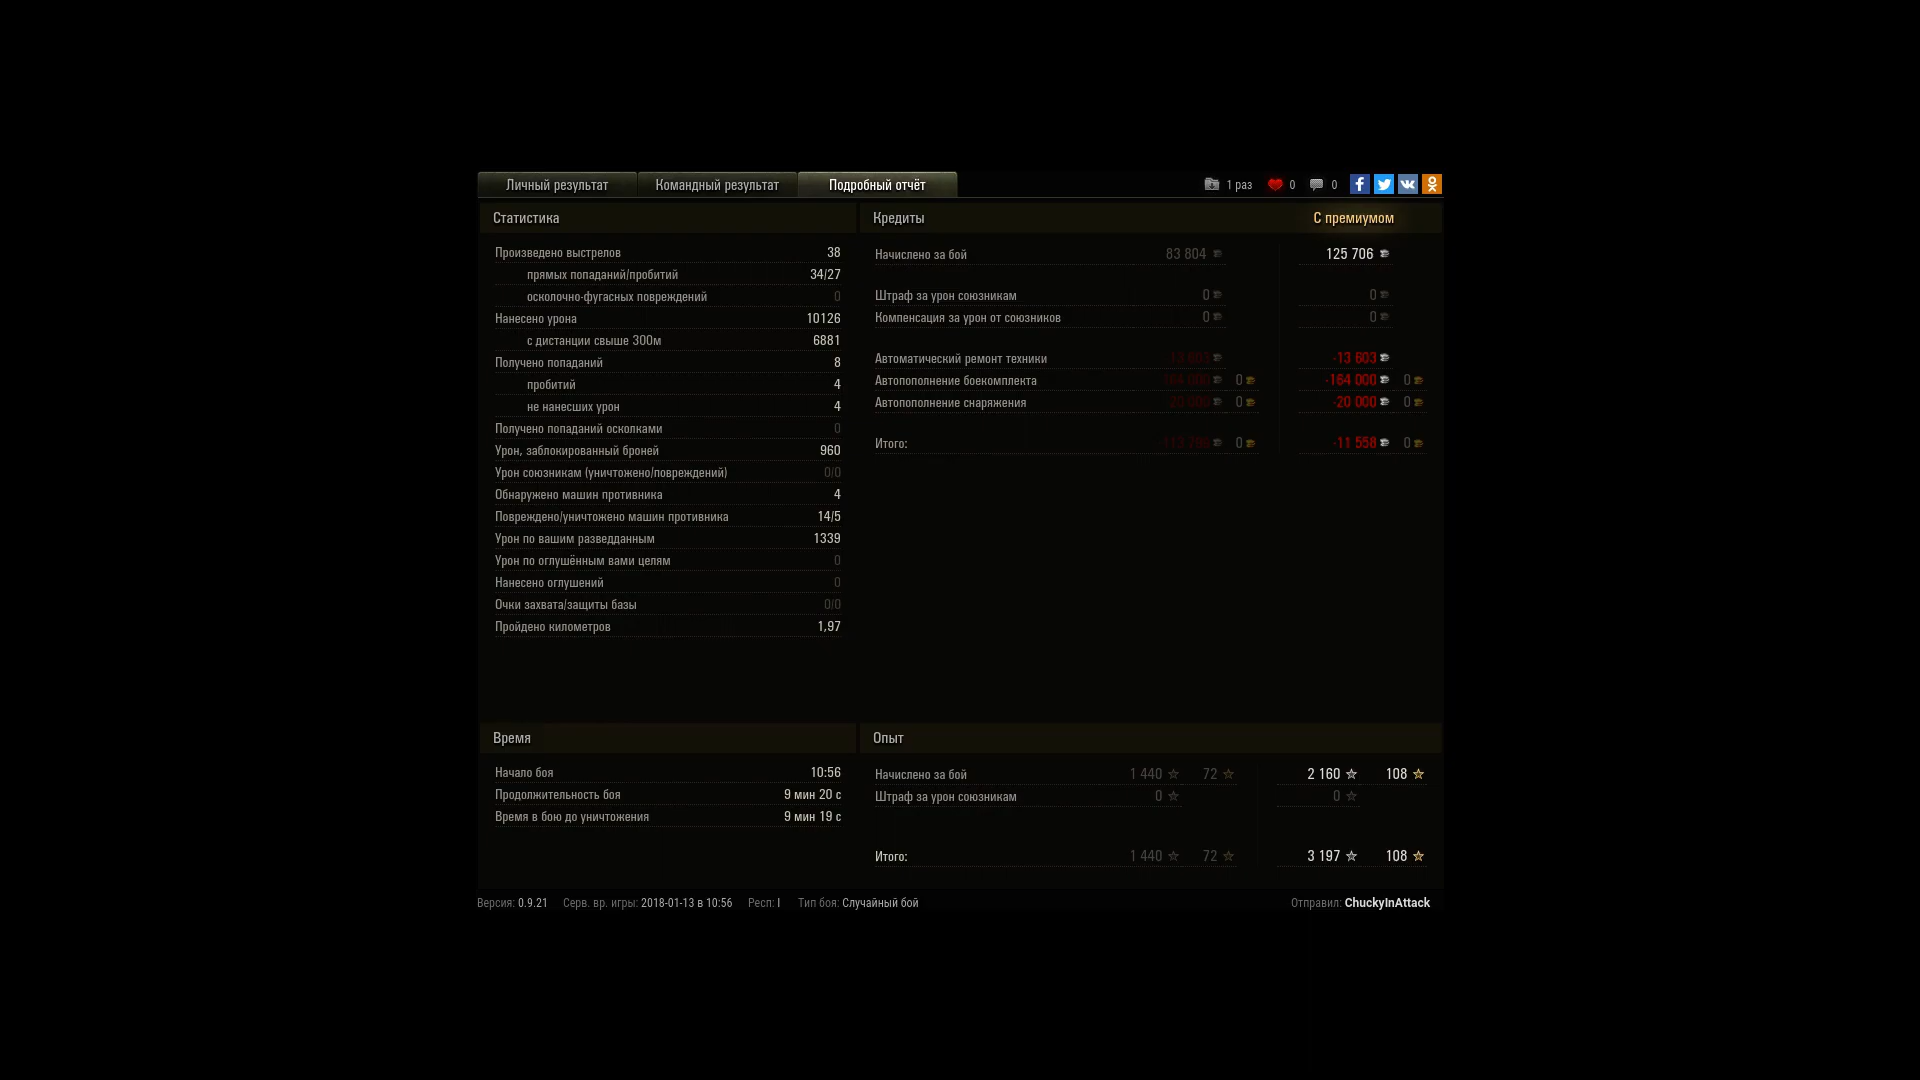 Личный результат Командный результат Подробный отчёт 1 раз 0 0
Статистика
Произведено выстрелов 38
прямых попаданий/пробитий 34/27
осколочно-фугасных повреждений 0
Нанесено урона 10126
с дистанции свыше 300м 6881
Получено попаданий 8
пробитий 4
не нанесших урон 4
Получено попаданий осколками 0
Урон, заблокированный броней 960
Урон союзникам (уничтожено/повреждений) 0/0
Обнаружено машин противника 4
Повреждено/уничтожено машин противника 14/5
Урон по вашим разведданным 1339
Урон по оглушённым вами целям 0
Нанесено оглушений 0
Очки захвата/защиты базы 0/0
Пройдено километров 1,97
Кредиты С премиумом
Начислено за бой 83 804 125 706
Штраф за урон союзникам 0 0
Компенсация за урон от союзников 0 0
Автоматический ремонт техники -13 603 -13 603
Автопополнение боекомплекта 0 -164 000 0
Автопополнение снаряжения -20 000 0 -20 000 0
Итого: 0 -11 558 0
Время
Начало боя 10:56
Продолжительность боя 9 мин 20 с
Время в бою до уничтожения 9 мин 19 с
Опыт
Начислено за бой 1 440 72 2 160 108
Штраф за урон союзникам 0 0
Итого: 1 440 72 3 197 108
Версия: 0.9.21 Серв. вр. игры: 2018-01-13 в 10:56 Респ: I Тип боя: Случайный бой Отправил: ChuckyInAttack